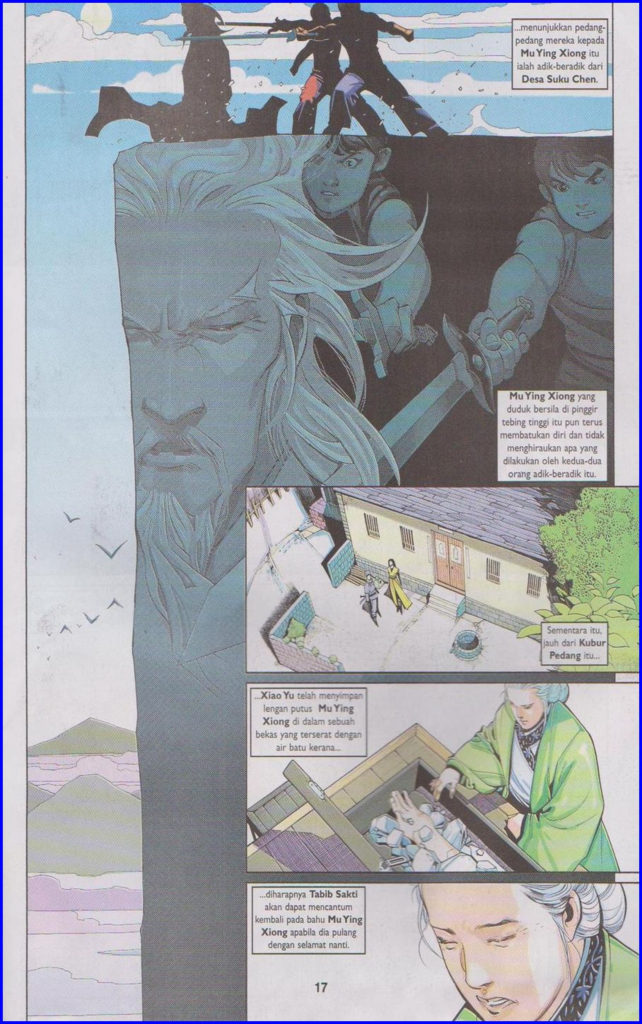 ...menunjukkan pedang-
pedang mereka kepada
Mu Ying Xiong itu
ialah adik-beradik dari
Desa Suku Chen.
Mu Ying Xiong yang
duduk bersila di pinggir
tebing tinggi itu pun terus
membatukan diri dan tidak
menghiraukan apa yang
dilakukan oleh kedua-dua
orang adik-beradik itu.
Sementara itu,
jauh dari Kubur
Pedang itu...
...Xiao Yu telah menyimpan
lengan putus Mu Ying
Xiong di dalam sebuah
bekas yang terserat dengan
air batu kerana...
...diharapnya Tabib Sakti
akan dapat mencantum
kembali pada bahu Mu Ying
Xiong apabila dia pulang
dengan selamat nanti.
17